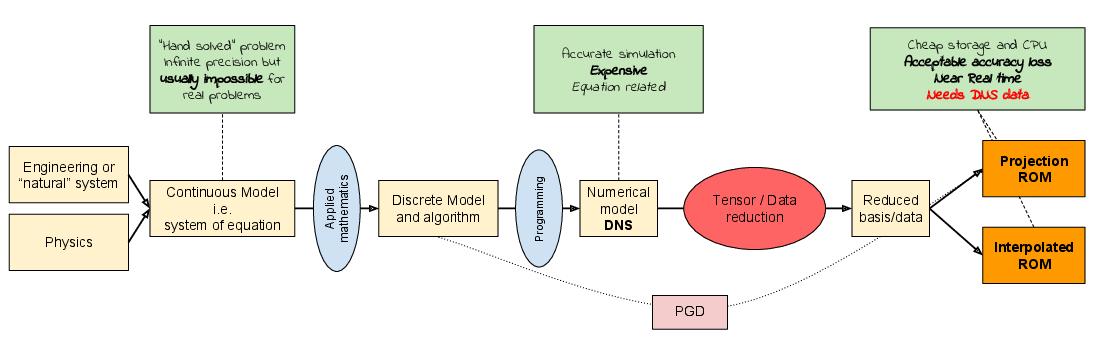 "Hand solved" problem
Infinite precision but
usually impossible for
real problems
Accurate simulation
Expensive
Equation related
Cheap storage and CPU
Acceptable accuracy loss
Near Real time
Needs DNS data
Engineering or
"natural" system
Physics
Continuous Model
i.e.
system of equation
Applied
mathematics
Discrete Model
and algorithm
Programming
Numerical
model
DNS
Tensor / Data
reduction
Reduced
basis/data
Projection
ROM
Interpolated
ROM
PGD